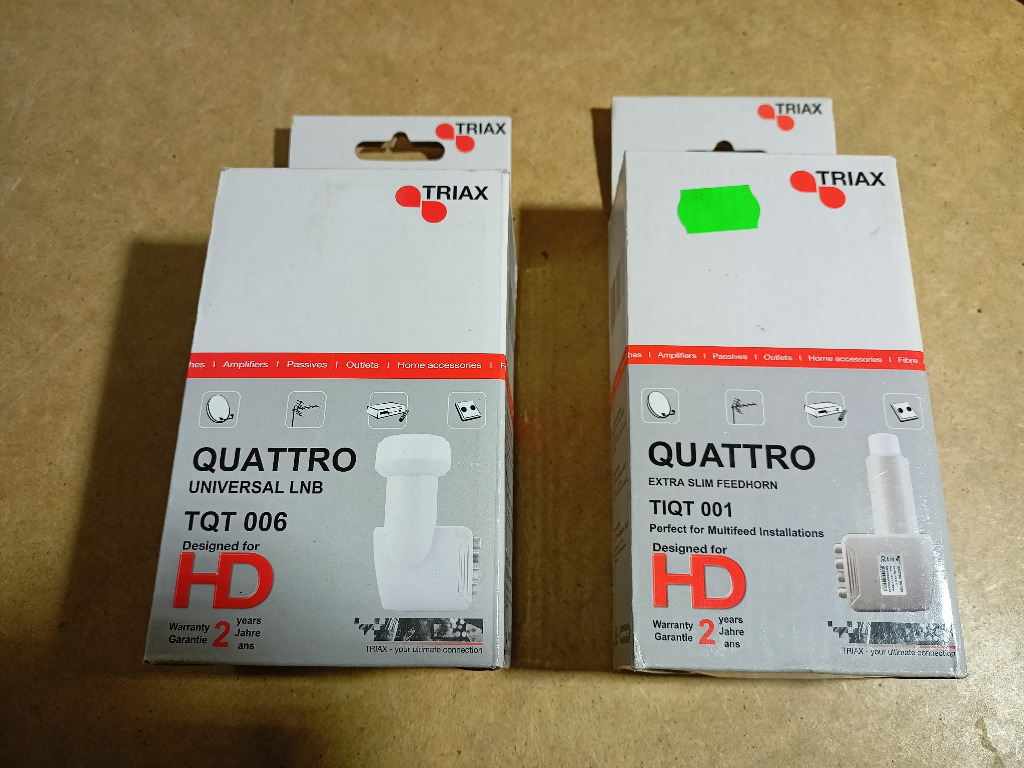 TRIAX
TRIAX
hes | Amplifiers | Passives | Outlets | Home accessories | Fi
QUATTRO
UNIVERSAL LNB
TQT 006
Designed for
HD
Warranty
Garantie
2
years
Jahre
ans
TRIAX - your ultimate connection
TRIAX
TRIAX
hes | Amplifiers | Passives | Outlets | Home accessories | Fibre
QUATTRO
EXTRA SLIM FEEDHORN
TIQT 001
Perfect for Multifeed Installations
Designed for
HD
Warranty
Garantie
2
years
Jahre
ans
TRIAX - your ultimate connection